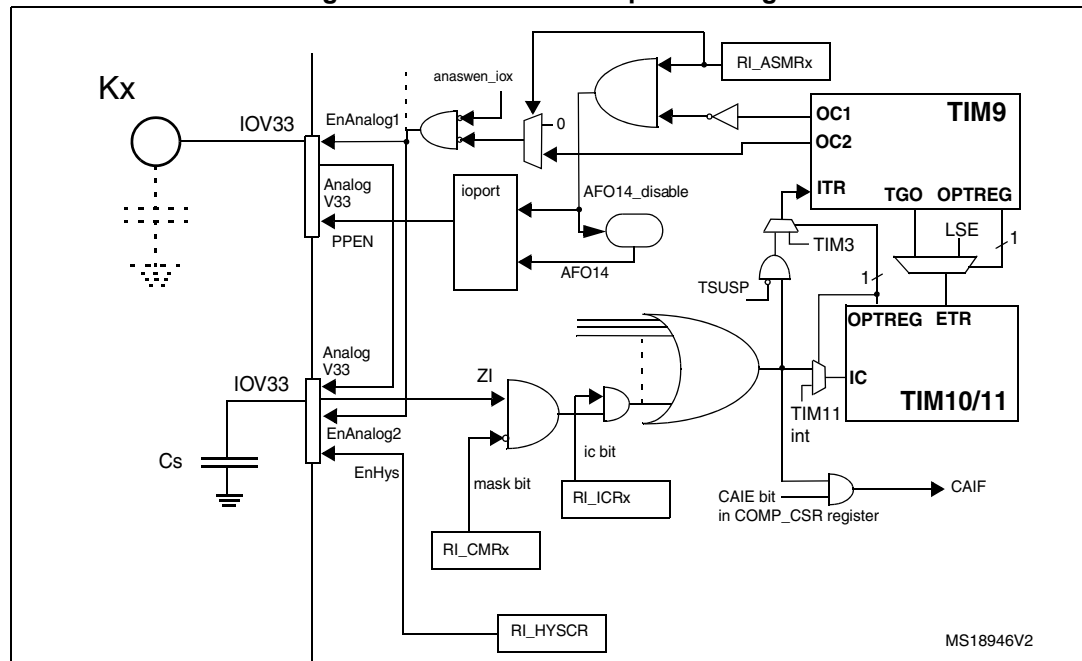 Kx
IOV33
EnAnalog1
anaswen_iox
0
RI_ASMRx
OC1
OC2
TIM9
ITR
TGO
OPTREG
LSE
1
Analog
V33
PPEN
ioport
AFO14_disable
AFO14
TIM3
TSUSP
1
OPTREG
ETR
IC
TIM10/11
TIM11
int
Analog
V33
IOV33
ZI
EnAnalog2
EnHys
Cs
mask bit
ic bit
RI_ICRx
RI_CMRx
CAIE bit
in COMP_CSR register
CAIF
RI_HYSCR
MS18946V2